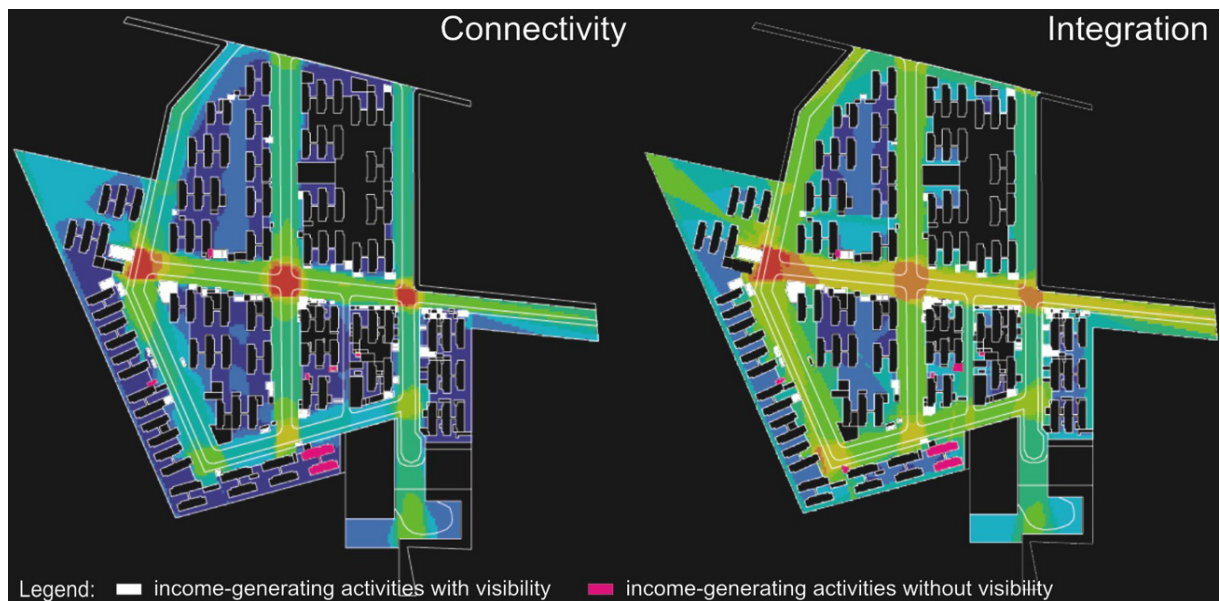 Connectivity
Integration
Legend: income-generating activities with visibility income-generating activities without visibility